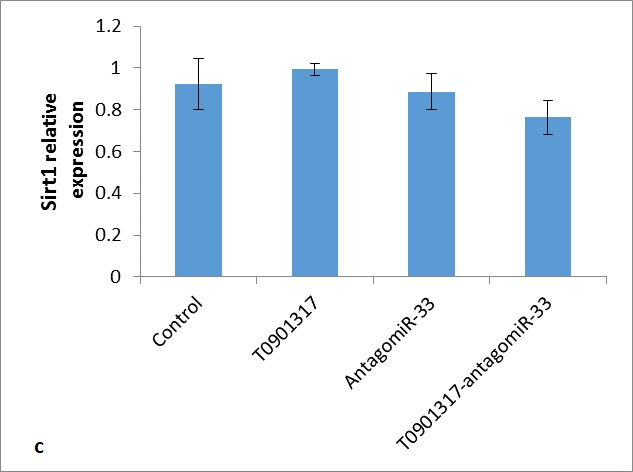 1.2
1
0.8
0.6
0.4
0.2
0
Sirt1 relative
expression
Control
T0901317
AntagomiR-33
T0901317-antagomiR-33
C